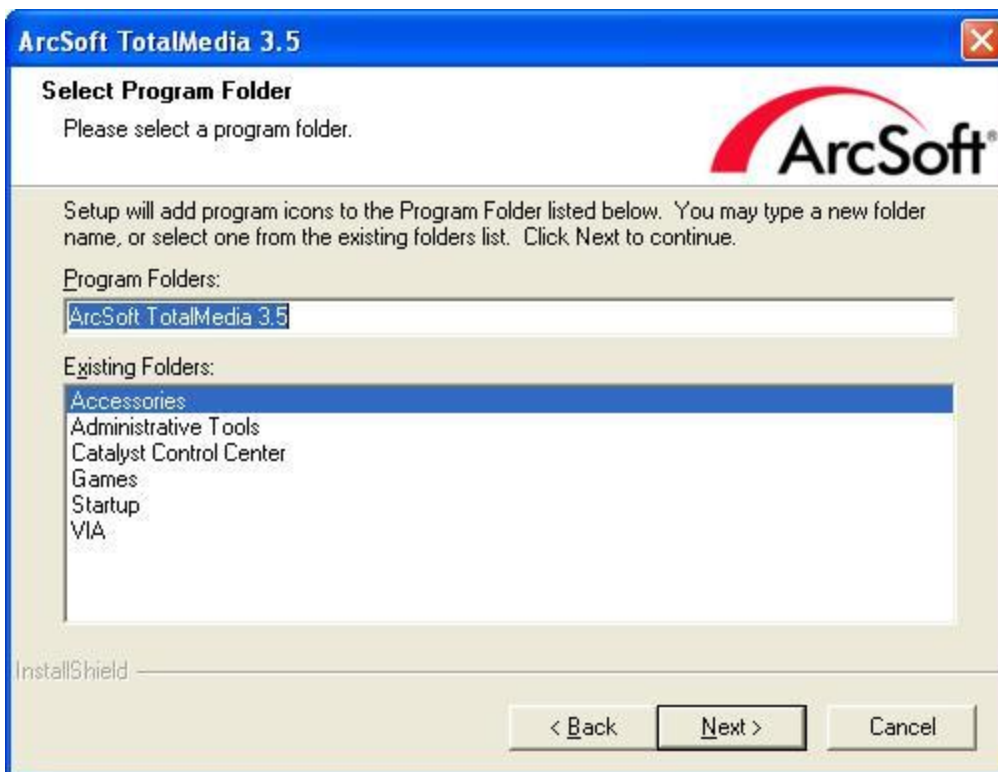 ArcSoft TotalMedia 3.5
Select Program Folder
Please select a program folder.
ArcSoft®
Setup will add program icons to the Program Folder listed below. You may type a new folder
name, or select one from the existing folders list. Click Next to continue.
Program Folders:
ArcSoft TotalMedia 3.5
Existing Folders:
Accessories
Administrative Tools
Catalyst Control Center
Games
Startup
VIA
InstallShield
< Back Next > Cancel